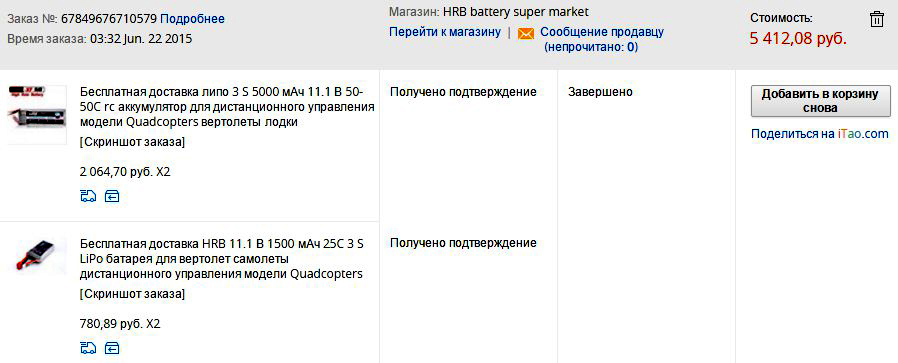 Заказ №: 67849676710579 Подробнее
Время заказа: 03:32 Jun. 22 2015
Магазин: HRB battery super market
Перейти к магазину | Сообщение продавцу
(непрочитано: 0)
Стоимость:
5 412,08 руб.
Бесплатная доставка липо 3 S 5000 мАч 11.1 В 50-
50C rc аккумулятор для дистанционного управления
модели Quadcopters вертолеты лодки
[Скриншот заказа]
2 064,70 руб. X2
Получено подтверждение
Завершено
Добавить в корзину
снова
Поделиться на iTao.com
Бесплатная доставка HRB 11.1 В 1500 мАч 25C 3 S
LiPo батарея для вертолет самолеты
дистанционного управления модели Quadcopters
[Скриншот заказа]
780,89 руб. X2
Получено подтверждение